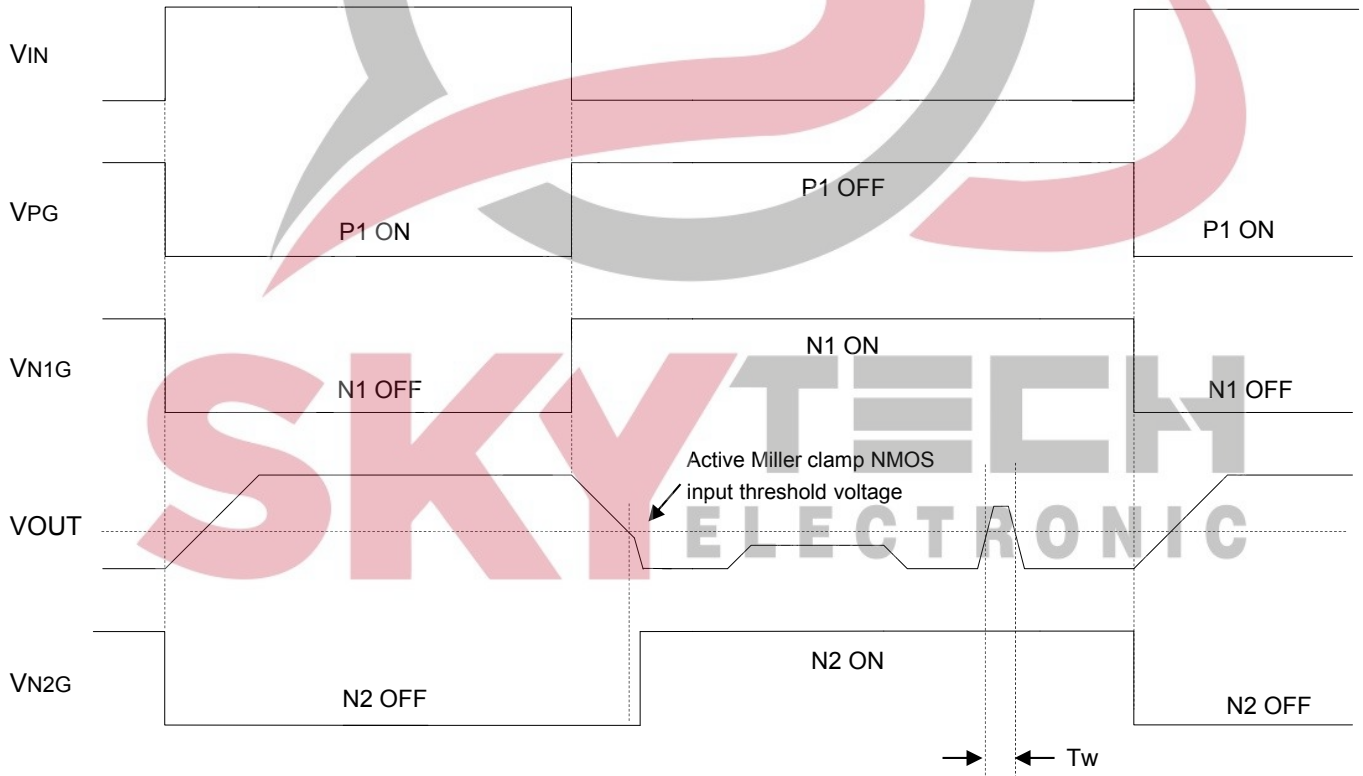 VIN
VPG
P1 ON
P1 OFF
P1 ON
VN1G
N1 OFF
N1 ON
N1 OFF
SKYTECH
ELECTRONIC
Active Miller clamp NMOS
input threshold voltage
VOUT
VN2G
N2 OFF
N2 ON
N2 OFF
Tw